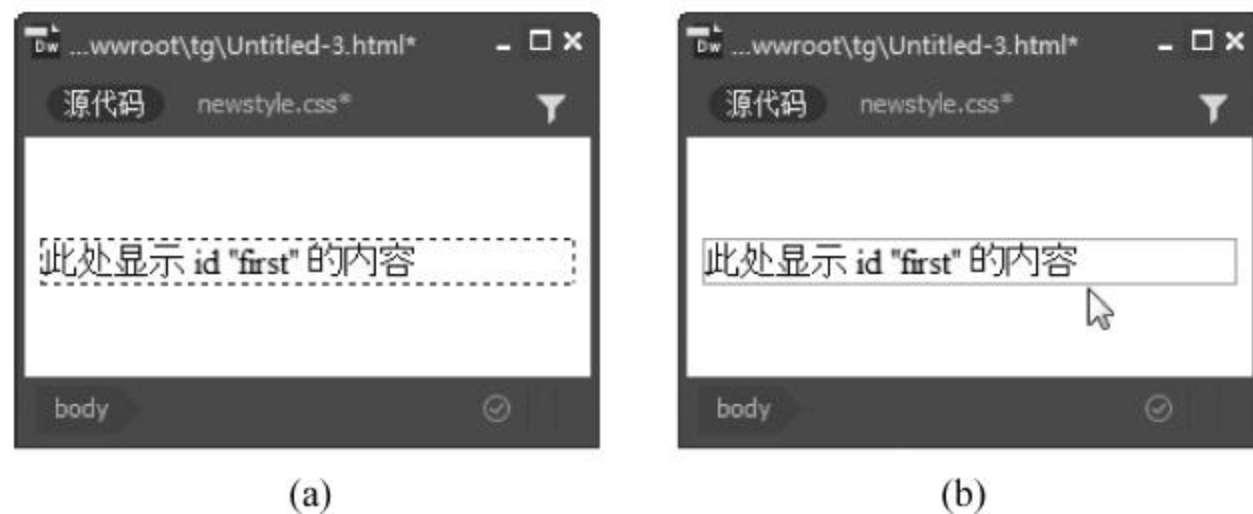 Dw ...wwroot\tg\Untitled-3.html*
源代码 newstyle.css*
此处显示 id "first" 的内容
body
(a)
Dw ...wwroot\tg\Untitled-3.html*
源代码 newstyle.css*
此处显示 id "first" 的内容
body
(b)